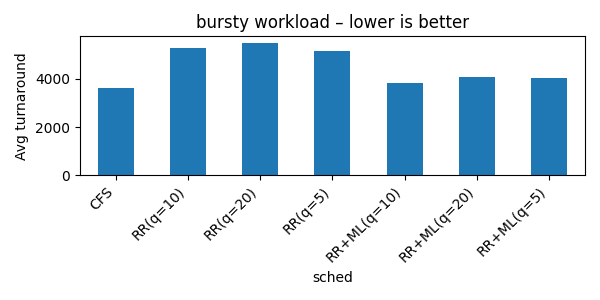 bursty workload – lower is better
Avg turnaround
4000
2000
0
CFS
RR(q=10)
RR(q=20)
RR(q=5)
RR+ML(q=10)
RR+ML(q=20)
RR+ML(q=5)
sched